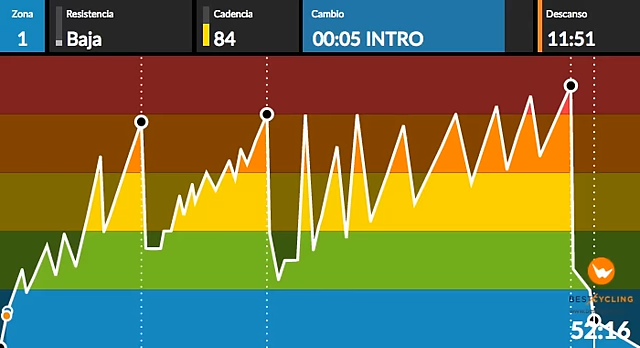 Zona
1
Resistencia
Baja
Cadencia
84
Cambio
00:05 INTRO
Descanso
11:51
BESTCYCLING
52:16